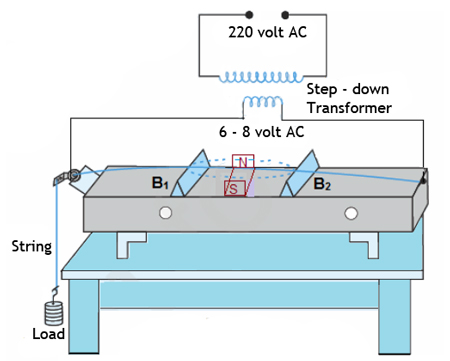 220 volt AC
Step - down
Transformer
6 - 8 volt AC
N
B₁
S
B₂
String
Load